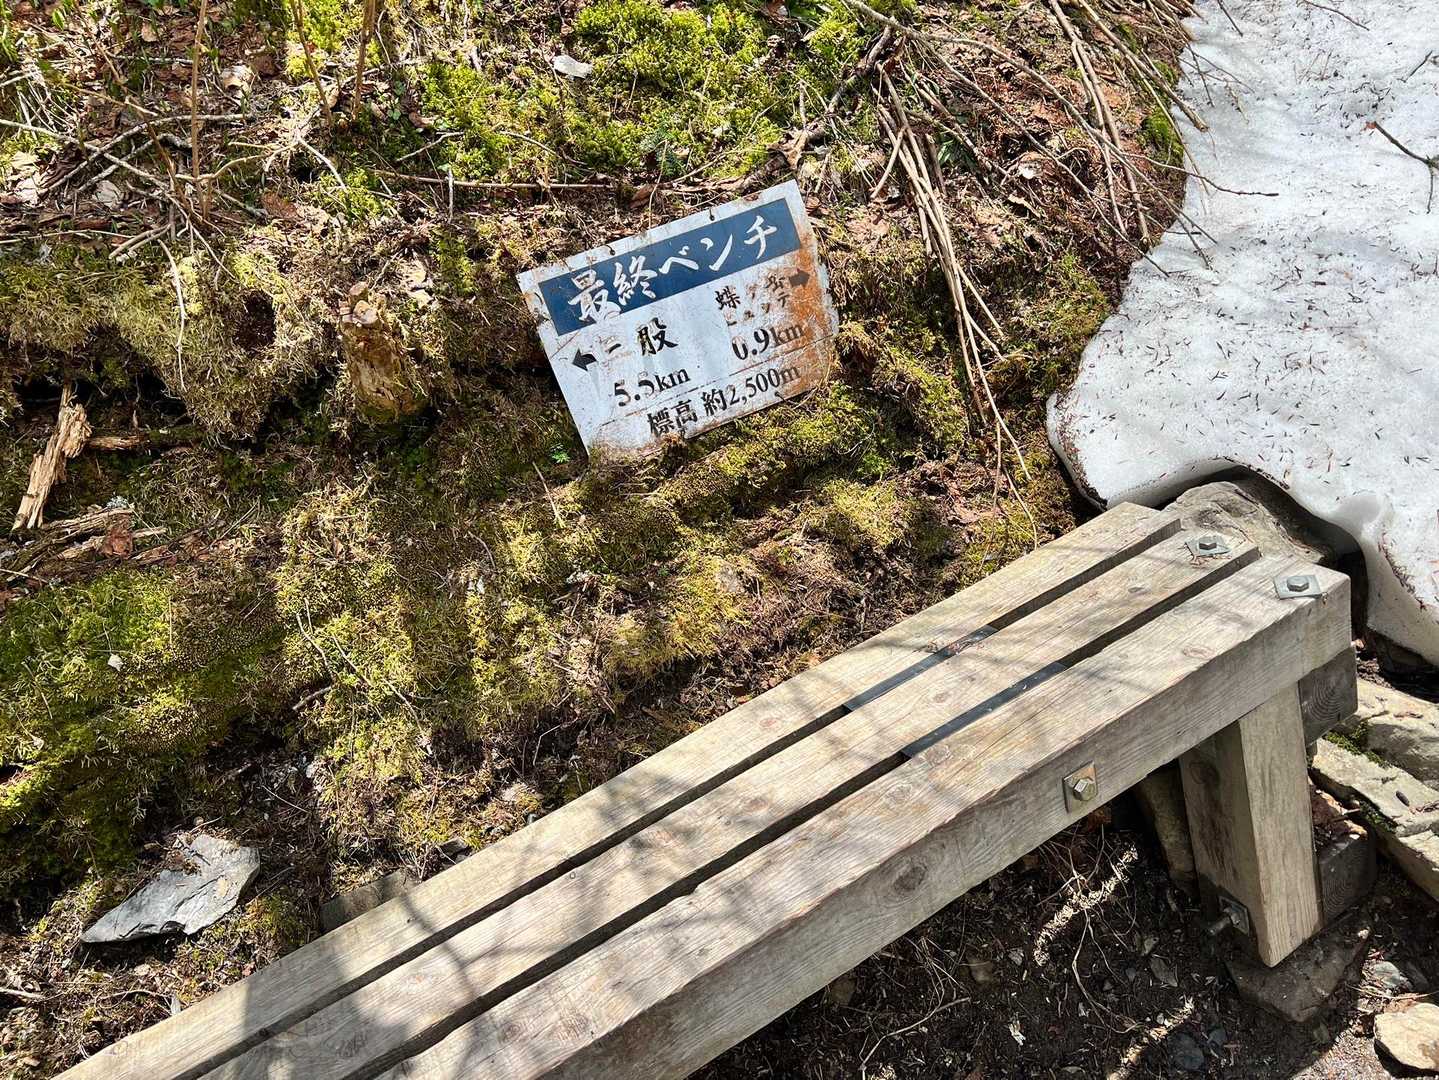 最終ベンチ
←三股
5.5km
蝶ヶ岳→
ヒュッテ
0.9km
標高 約2,500m